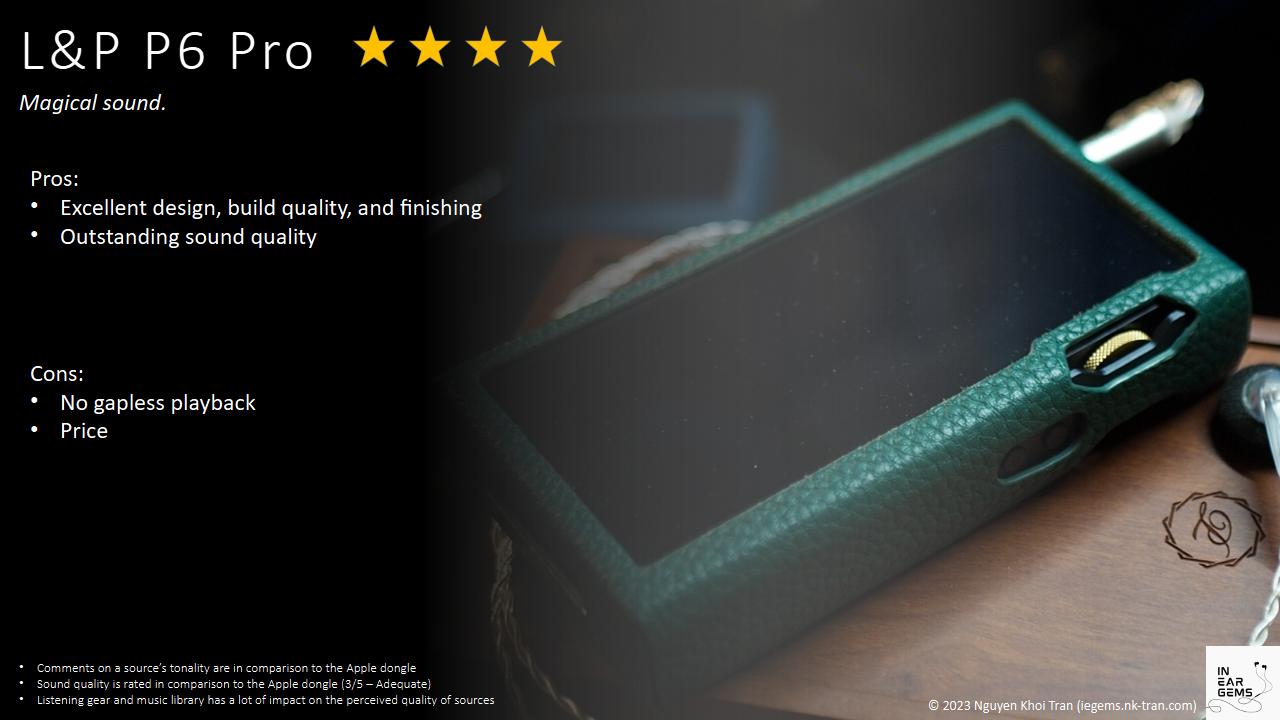 L&P P6 Pro
Magical sound.
Pros:
• Excellent design, build quality, and finishing
• Outstanding sound quality
Cons:
• No gapless playback
• Price
• Comments on a source’s tonality are in comparison to the Apple dongle
• Sound quality is rated in comparison to the Apple dongle (3/5 – Adequate)
• Listening gear and music library has a lot of impact on the perceived quality of sources
© 2023 Nguyen Khoi Tran (iegems.nk-tran.com)
IN
EAR
GEMS